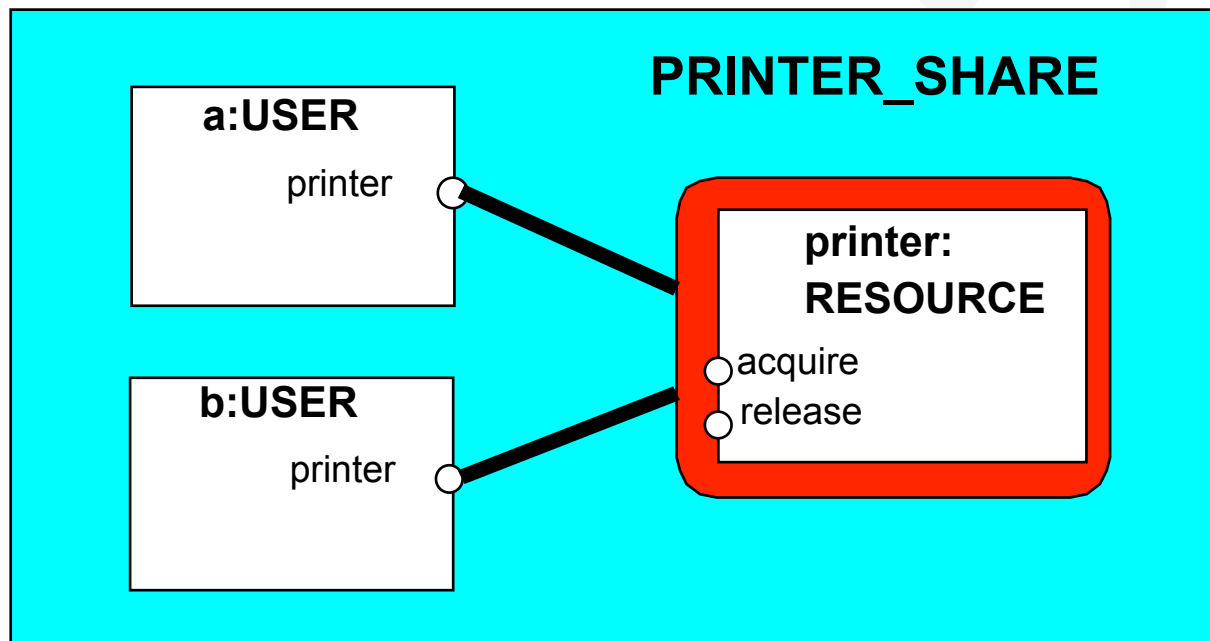 PRINTER_SHARE
a:USER
printer
printer:
RESOURCE
acquire
release
b:USER
printer